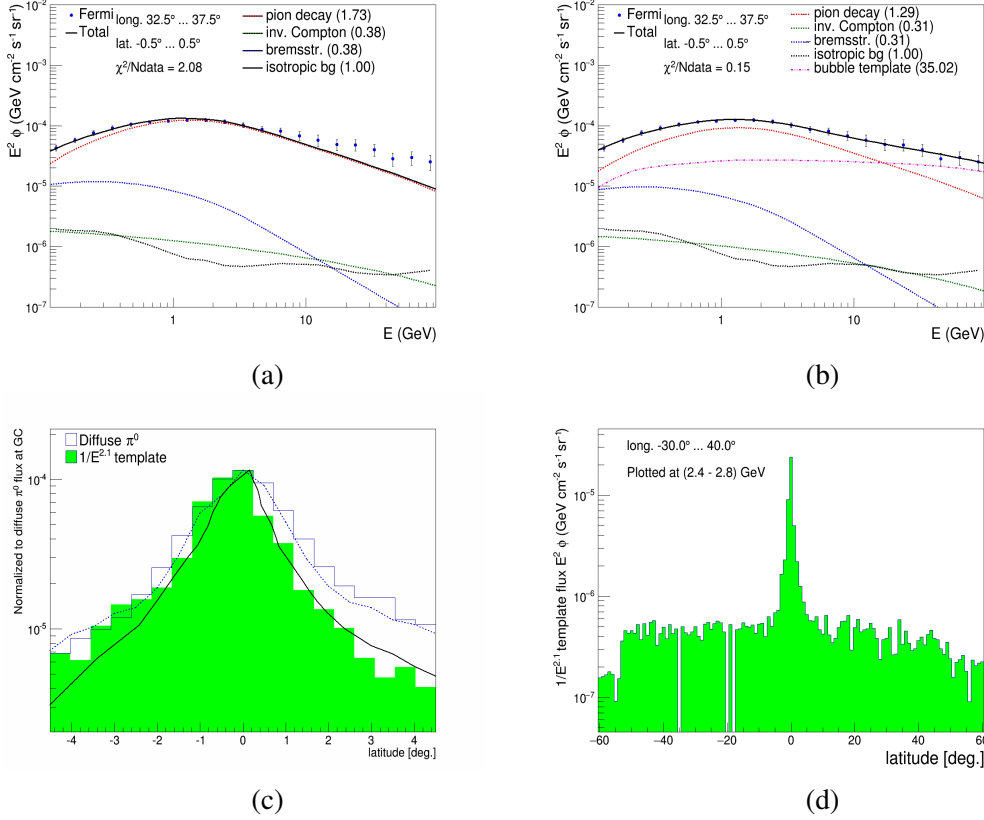 E² ϕ (GeV cm⁻² s⁻¹ sr⁻¹)
10⁻²
10⁻³
10⁻⁴
10⁻⁵
10⁻⁶
10⁻⁷
Fermi
Total
long. 32.5° ... 37.5°
lat. -0.5° ... 0.5°
χ²/Ndata = 2.08
pion decay (1.73)
inv. Compton (0.38)
bremsstr. (0.38)
isotropic bg (1.00)
1 10
E (GeV)
(a)
E² ϕ (GeV cm⁻² s⁻¹ sr⁻¹)
10⁻²
10⁻³
10⁻⁴
10⁻⁵
10⁻⁶
10⁻⁷
Fermi
Total
long. 32.5° ... 37.5°
lat. -0.5° ... 0.5°
χ²/Ndata = 0.15
pion decay (1.29)
inv. Compton (0.31)
bremsstr. (0.31)
isotropic bg (1.00)
bubble template (35.02)
1 10
E (GeV)
(b)
Normalized to diffuse π⁰ flux at GC
10⁻⁴
10⁻⁵
Diffuse π⁰
1/E²·¹ template
-4 -3 -2 -1 0 1 2 3 4
latitude [deg.]
(c)
1/E²·¹ template flux E² ϕ (GeV cm⁻² s⁻¹ sr⁻¹)
10⁻⁵
10⁻⁶
10⁻⁷
long. -30.0° ... 40.0°
Plotted at (2.4 - 2.8) GeV
−60 −40 −20 0 20 40 60
latitude [deg.]
(d)